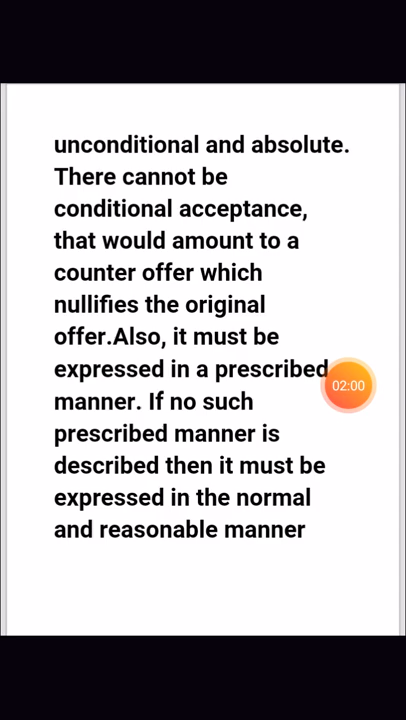 unconditional and absolute.
There cannot be
conditional acceptance,
that would amount to a
counter offer which
nullifies the original
offer.Also, it must be
expressed in a prescribed
manner. If no such
prescribed manner is
described then it must be
expressed in the normal
and reasonable manner
02:00